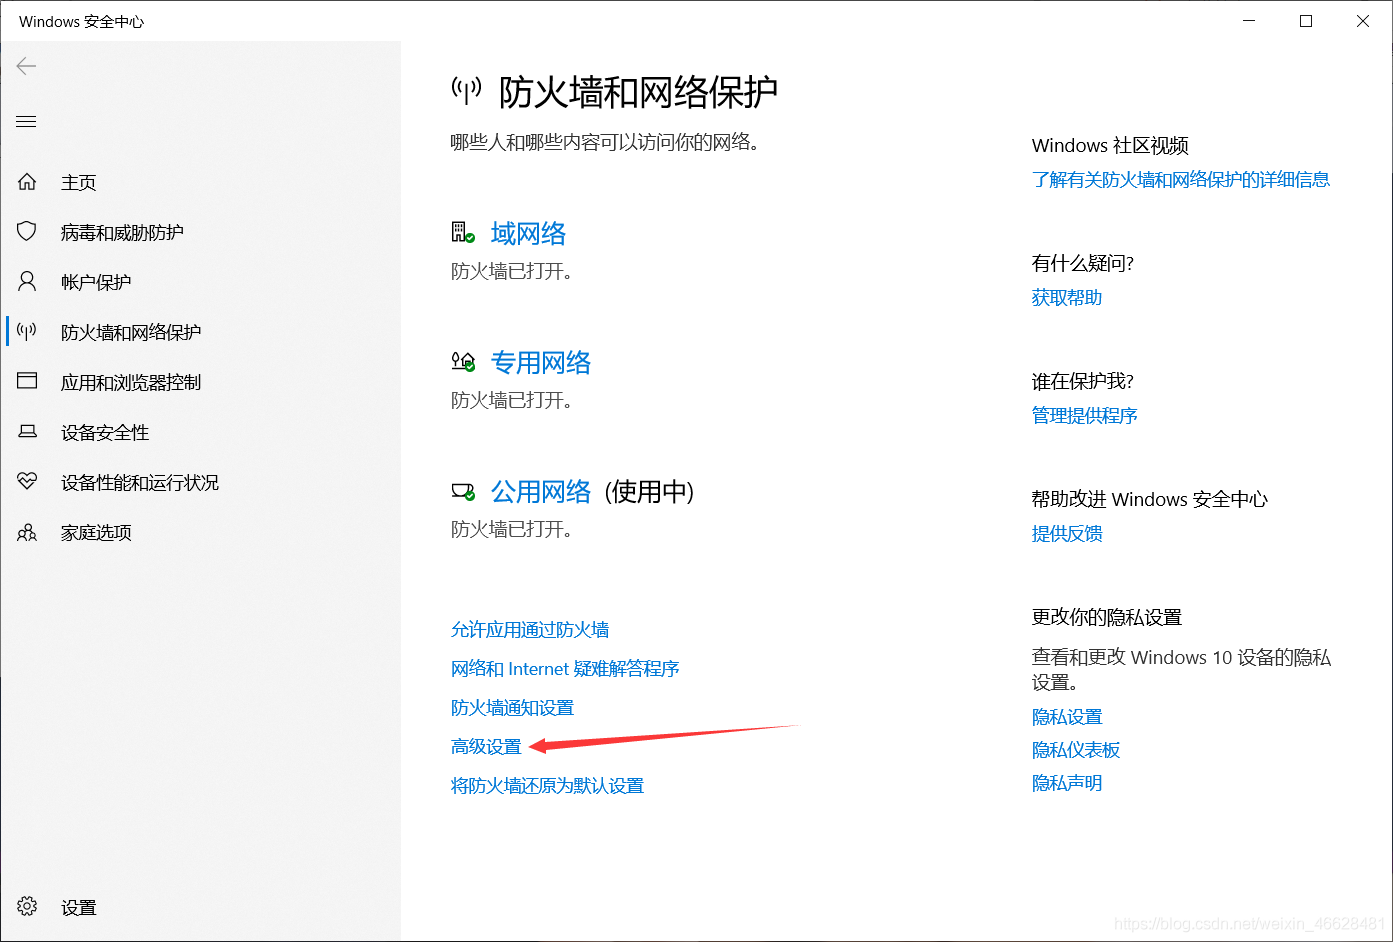 Windows 安全中心
主页
病毒和威胁防护
帐户保护
防火墙和网络保护
应用和浏览器控制
设备安全性
设备性能和运行状况
家庭选项
设置
防火墙和网络保护
哪些人和哪些内容可以访问你的网络。
域网络
防火墙已打开。
专用网络
防火墙已打开。
公用网络 (使用中)
防火墙已打开。
允许应用通过防火墙
网络和 Internet 疑难解答程序
防火墙通知设置
高级设置
将防火墙还原为默认设置
Windows 社区视频
了解有关防火墙和网络保护的详细信息
有什么疑问?
获取帮助
谁在保护我?
管理提供程序
帮助改进 Windows 安全中心
提供反馈
更改你的隐私设置
查看和更改 Windows 10 设备的隐私
设置。
隐私设置
隐私仪表板
隐私声明
https://blog.csdn.net/weixin_46628481